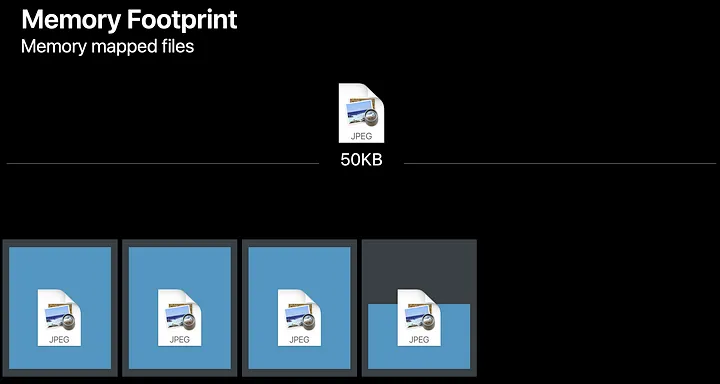 Memory Footprint
Memory mapped files
JPEG
50KB
JPEG
JPEG
JPEG
JPEG